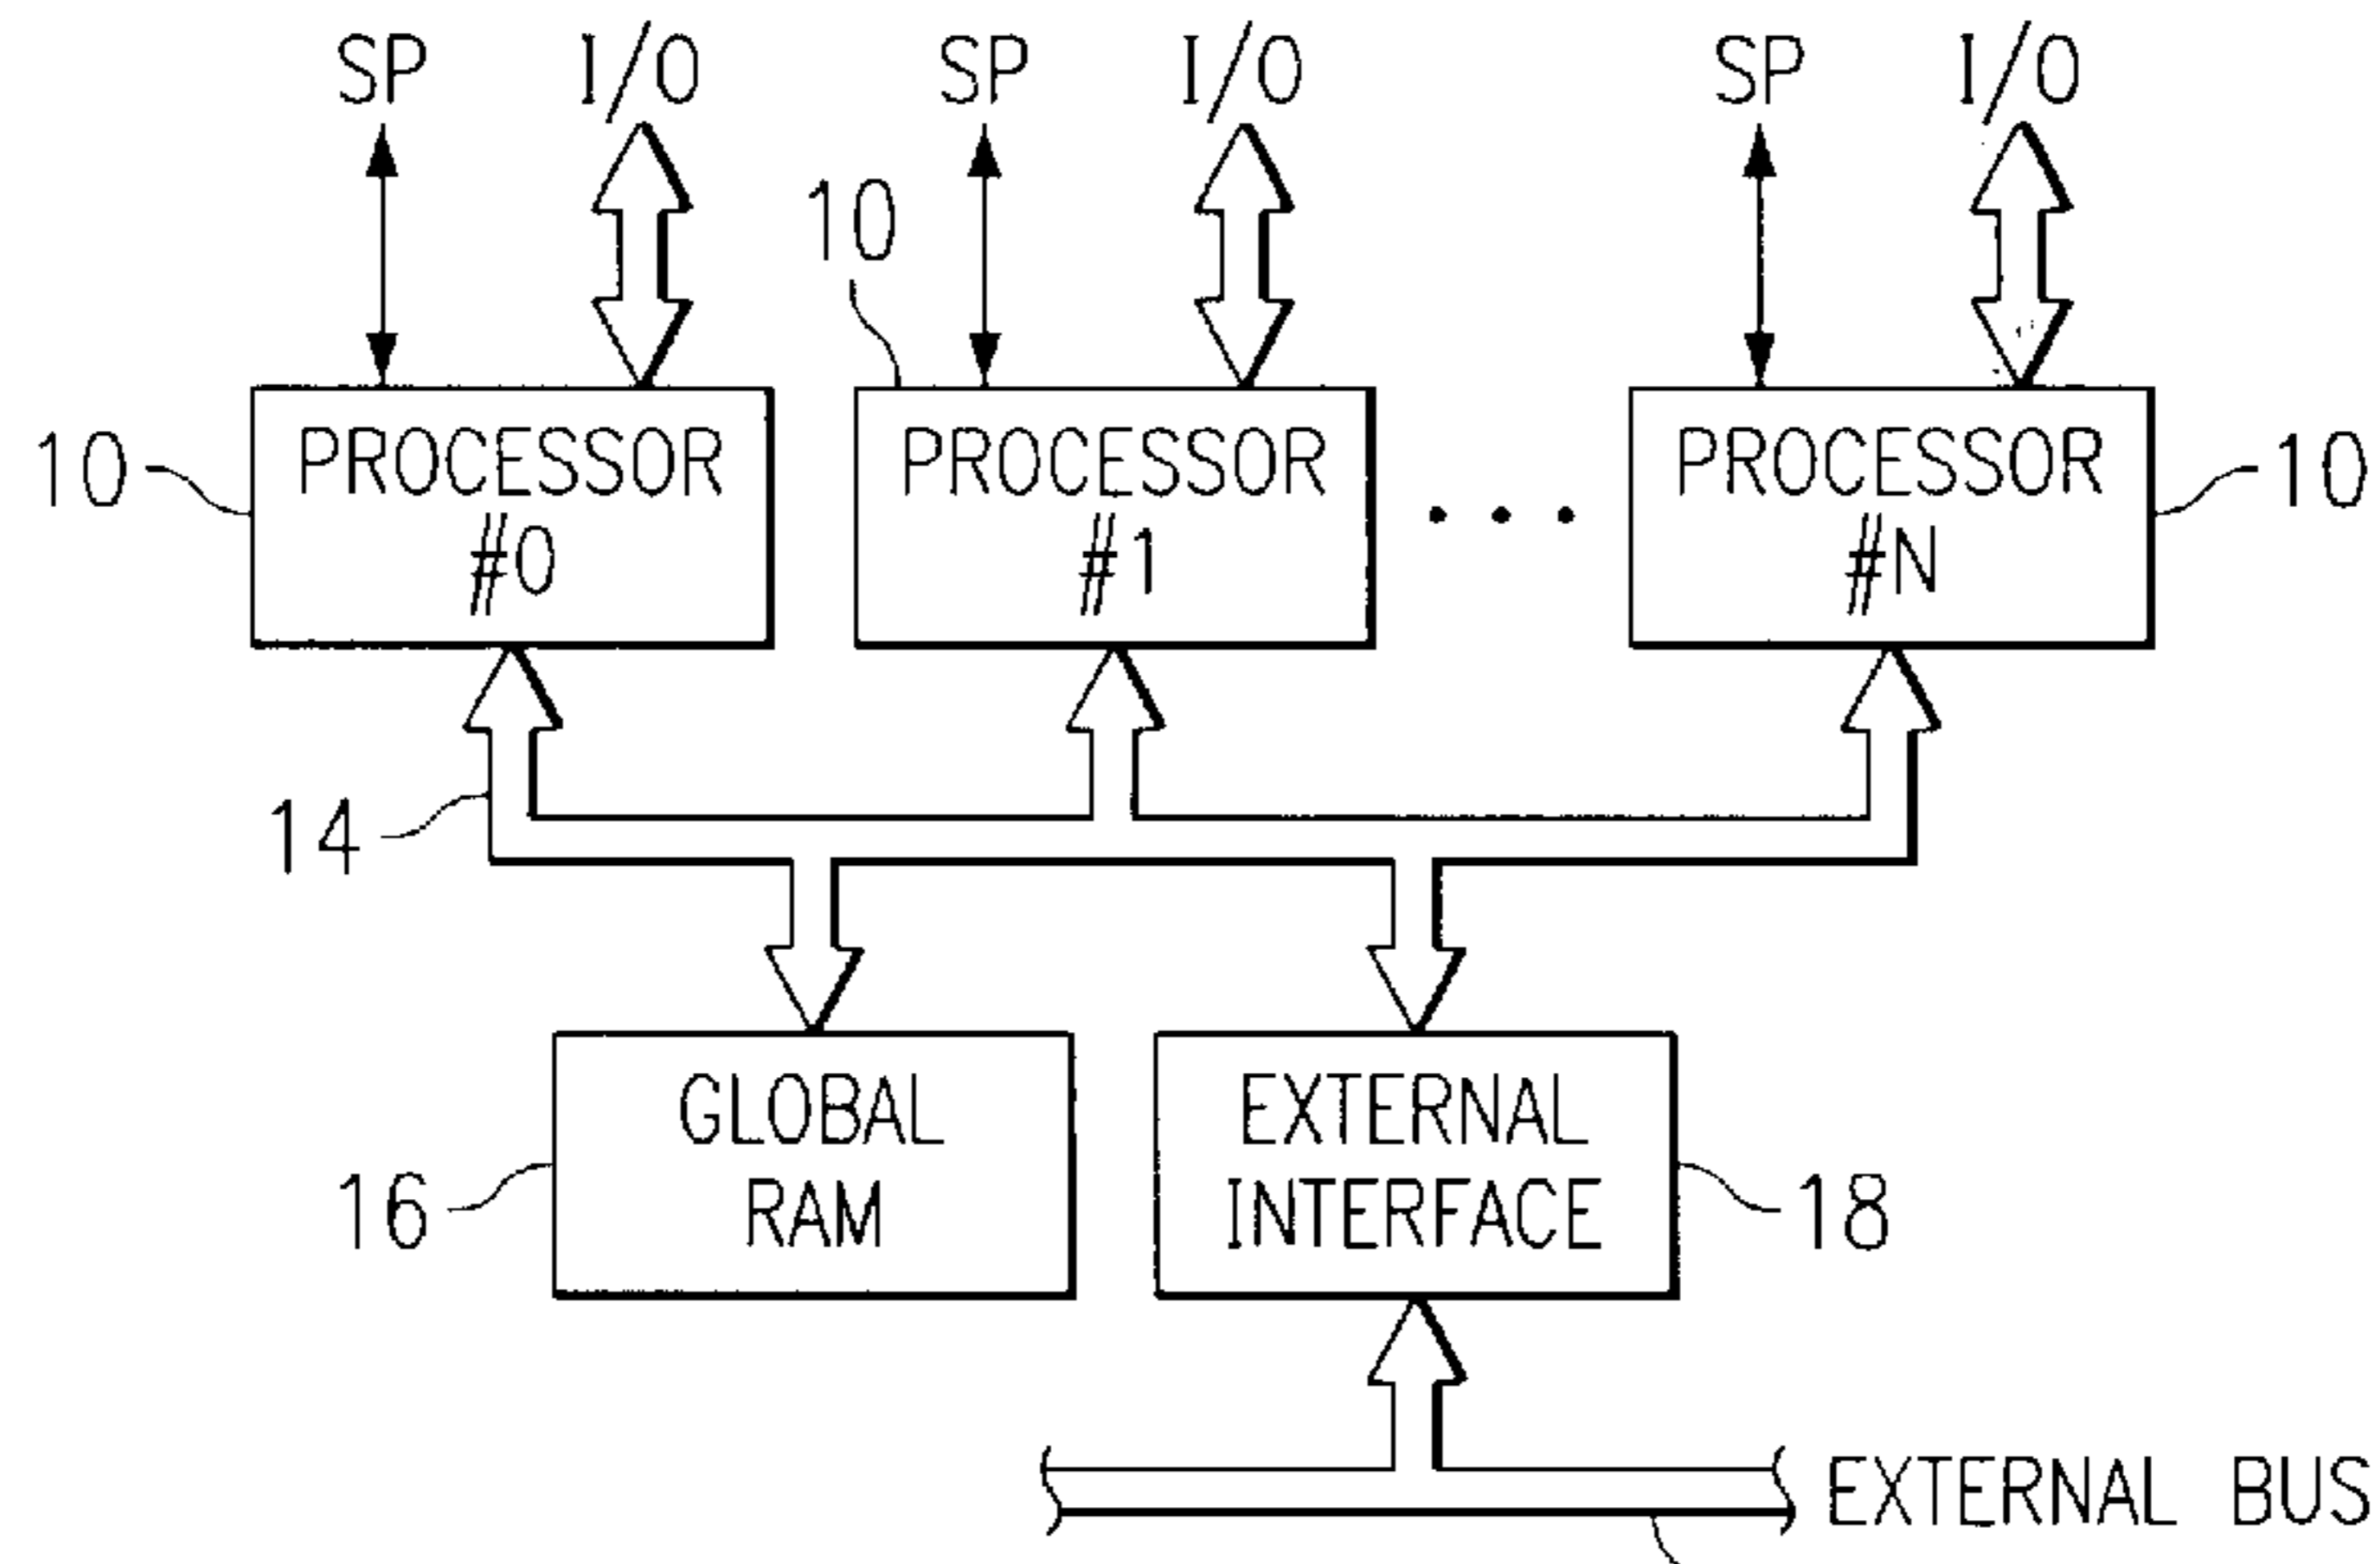 SP I/O SP I/O SP I/O
10
10 PROCESSOR PROCESSOR PROCESSOR 10
#0 #1 • • • #N
14
GLOBAL EXTERNAL
16 RAM INTERFACE 18
EXTERNAL BUS